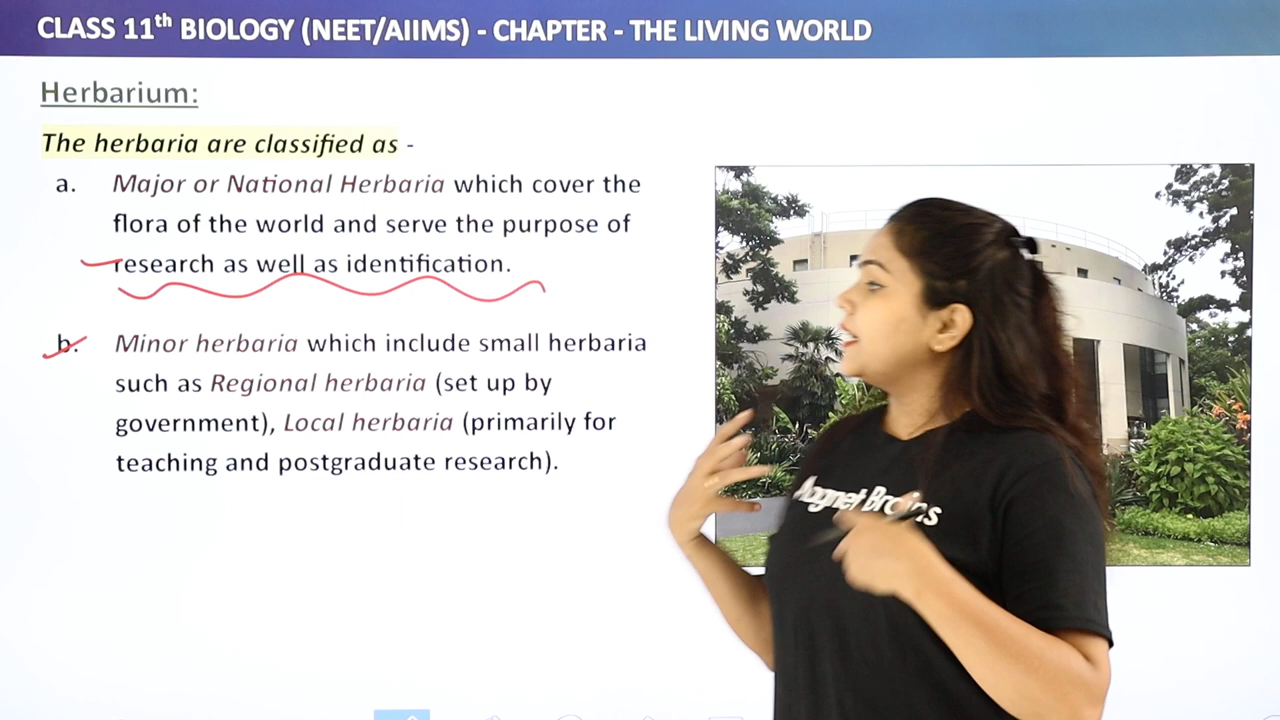 CLASS 11th BIOLOGY (NEET/AIIMS) - CHAPTER - THE LIVING WORLD
Herbarium:
The herbaria are classified as -
a. Major or National Herbaria which cover the
flora of the world and serve the purpose of
research as well as identification.
b. Minor herbaria which include small herbaria
such as Regional herbaria (set up by
government), Local herbaria (primarily for
teaching and postgraduate research).
Magnet Brains